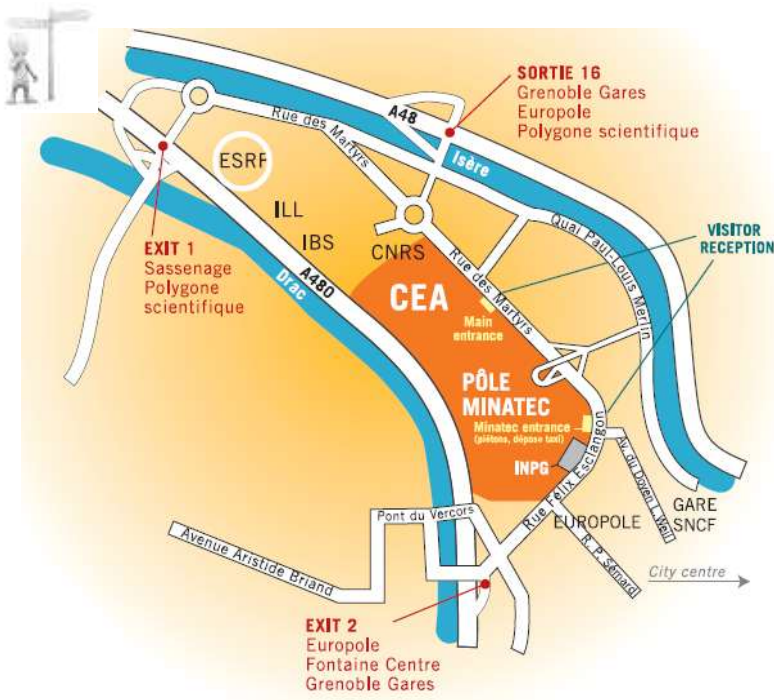 SORTIE 16
Grenoble Gares
Europole
Polygone scientifique
A48
Rue des Martyrs
Isère
ESRF
ILL
IBS
CNRS
EXIT 1
Sassenage
Polygone
scientifique
A480
Drac
VISITOR
RECEPTION
Quai Paul-Louis Merlin
Rue des Martyrs
CEA
Main
entrance
PÔLE
MINATEC
Minatec entrance
(piétons, dépose taxi)
INPG
Rue Félix Esclangon
Av. du Doyen L. Weil
GARE
SNCF
EUROPOLE
R. P. Sémard
Pont du Vercors
Avenue Aristide Briand
City centre
EXIT 2
Europole
Fontaine Centre
Grenoble Gares